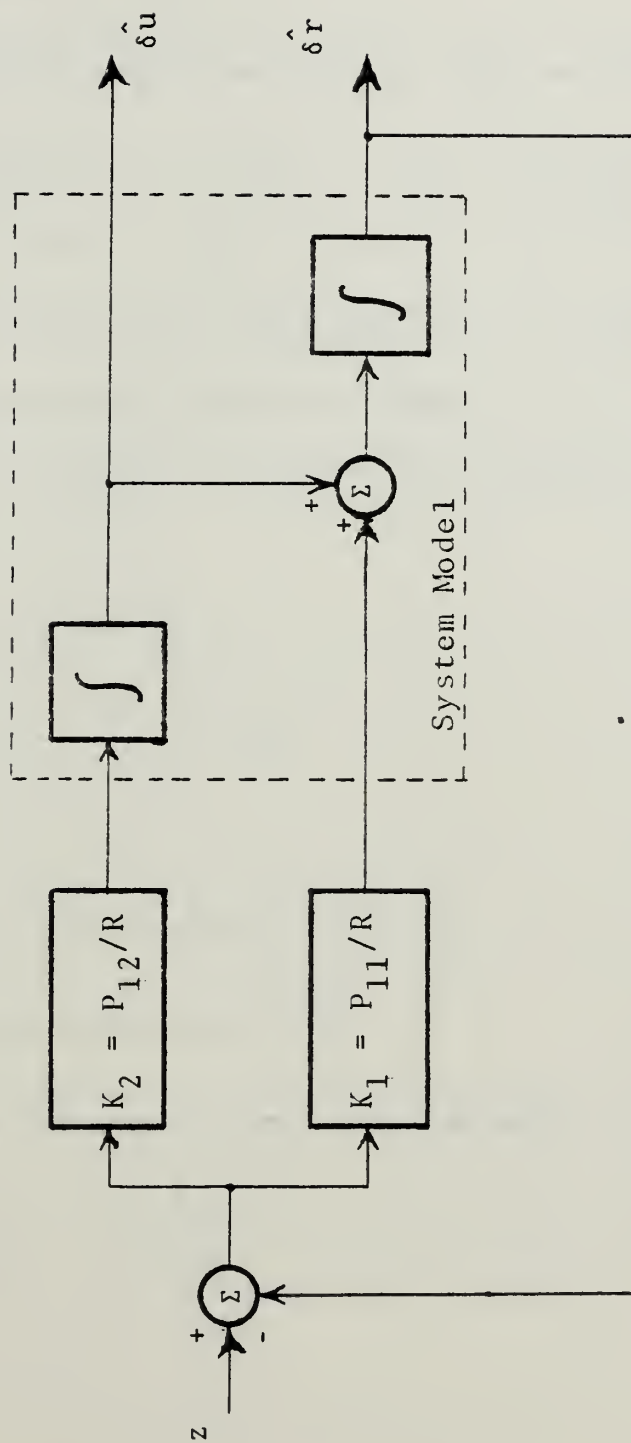 δû
δr̂
∫
∫
Σ
+
+
System Model
K₂ = P₁₂/R
K₁ = P₁₁/R
Σ
+
-
z